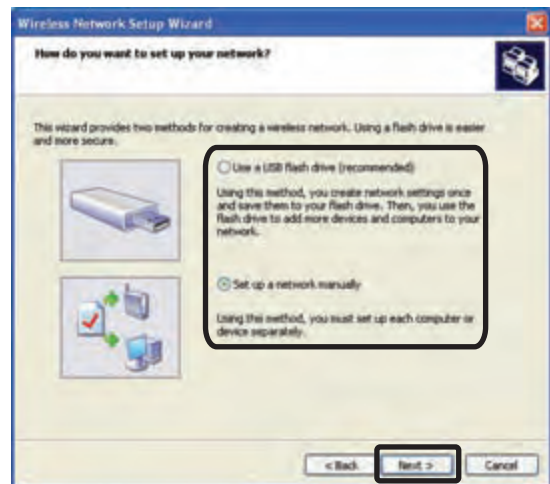 Wireless Network Setup Wizard
How do you want to set up your network?
This wizard provides two methods for creating a wireless network. Using a flash drive is easier
and more secure.
Use a USB flash drive (recommended)
Using this method, you create network settings once
and save them to your flash drive. Then, you use the
flash drive to add more devices and computers to your
network.
Set up a network manually
Using this method, you must set up each computer or
device separately.
< Back
Next >
Cancel